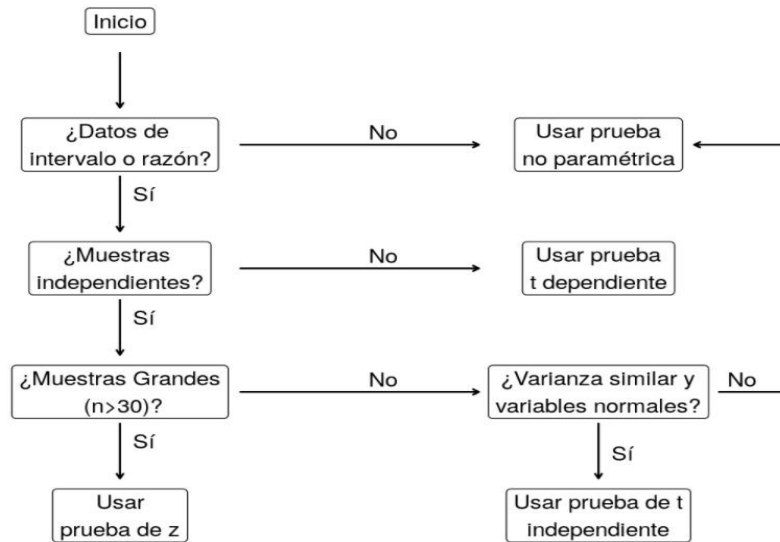 Inicio
¿Datos de
intervalo o razón?
No
Usar prueba
no paramétrica
Sí
¿Muestras
independientes?
No
Usar prueba
t dependiente
Sí
¿Muestras Grandes
(n>30)?
No
¿Varianza similar y
variables normales?
No
Sí
Sí
Usar
prueba de z
Usar prueba de t
independiente